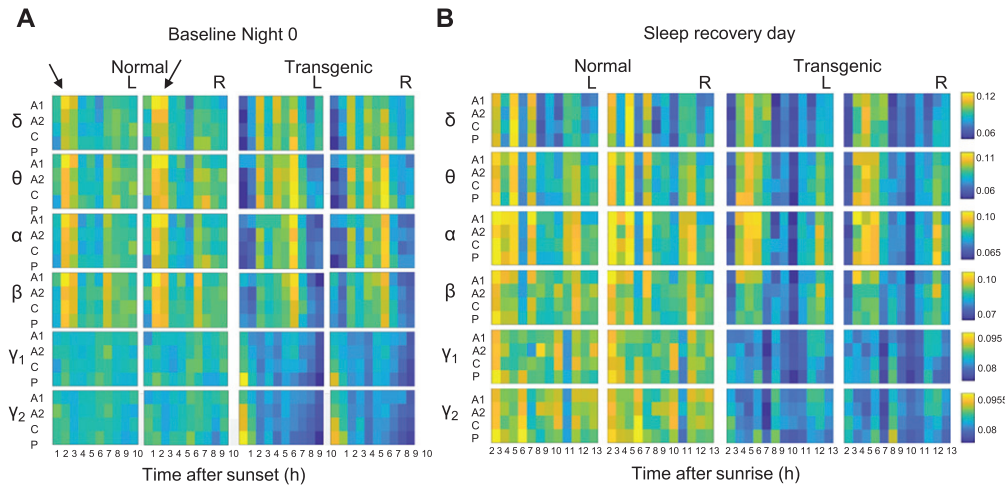 A
B
Baseline Night 0
Sleep recovery day
Normal
Transgenic
Normal
Transgenic
L R L R L R L R
δ A1 A2 C P
θ A1 A2 C P
α A1 A2 C P
β A1 A2 C P
γ1 A1 A2 C P
γ2 A1 A2 C P
1 2 3 4 5 6 7 8 9 10
1 2 3 4 5 6 7 8 9 10
1 2 3 4 5 6 7 8 9 10
1 2 3 4 5 6 7 8 9 10
Time after sunset (h)
δ A1 A2 C P 0.12 0.06
θ A1 A2 C P 0.11 0.06
α A1 A2 C P 0.10 0.065
β A1 A2 C P 0.10 0.07
γ1 A1 A2 C P 0.095 0.08
γ2 A1 A2 C P 0.0955 0.08
2 3 4 5 6 7 8 9 10 11 12 13
2 3 4 5 6 7 8 9 10 11 12 13
2 3 4 5 6 7 8 9 10 11 12 13
2 3 4 5 6 7 8 9 10 11 12 13
Time after sunrise (h)